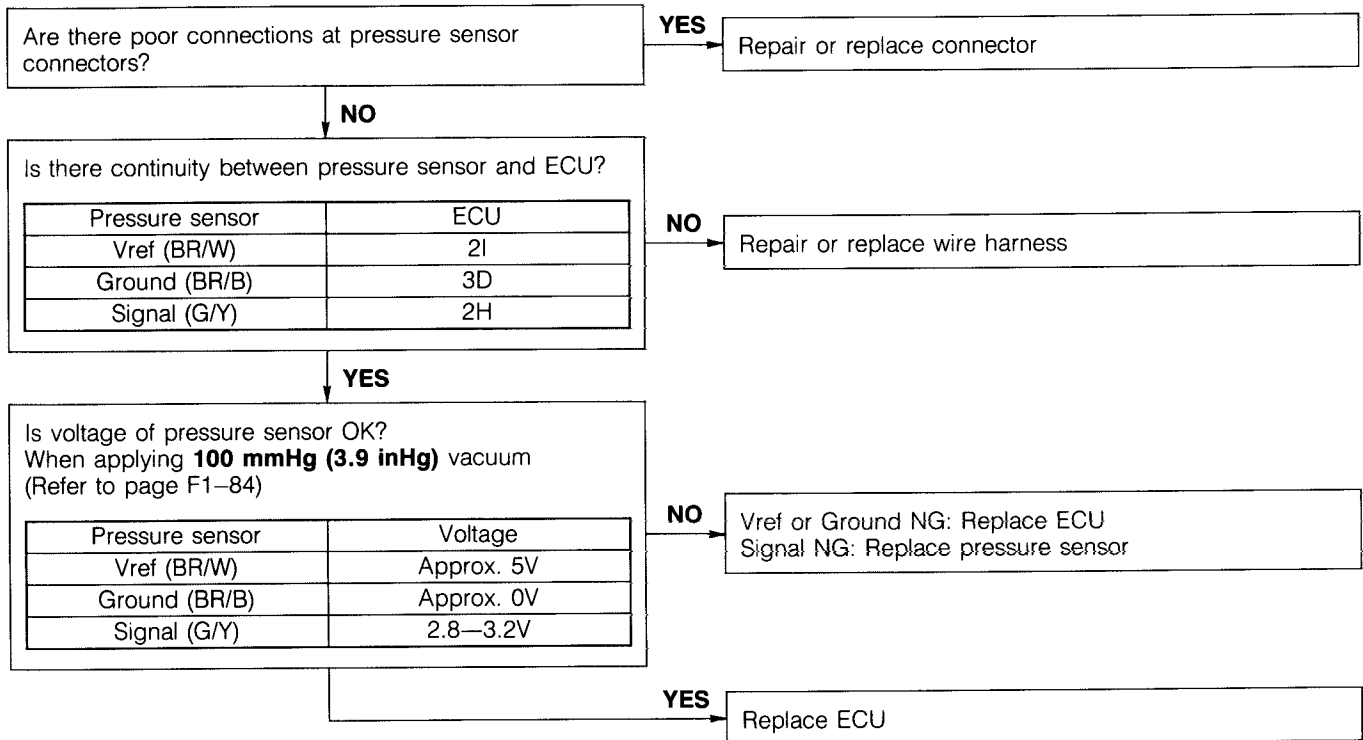 Are there poor connections at pressure sensor
connectors?
YES
Repair or replace connector
NO
Is there continuity between pressure sensor and ECU?
Pressure sensor ECU
Vref (BR/W) 2I
Ground (BR/B) 3D
Signal (G/Y) 2H
NO
Repair or replace wire harness
YES
Is voltage of pressure sensor OK?
When applying 100 mmHg (3.9 inHg) vacuum
(Refer to page F1–84)
Pressure sensor Voltage
Vref (BR/W) Approx. 5V
Ground (BR/B) Approx. 0V
Signal (G/Y) 2.8—3.2V
NO
Vref or Ground NG: Replace ECU
Signal NG: Replace pressure sensor
YES
Replace ECU